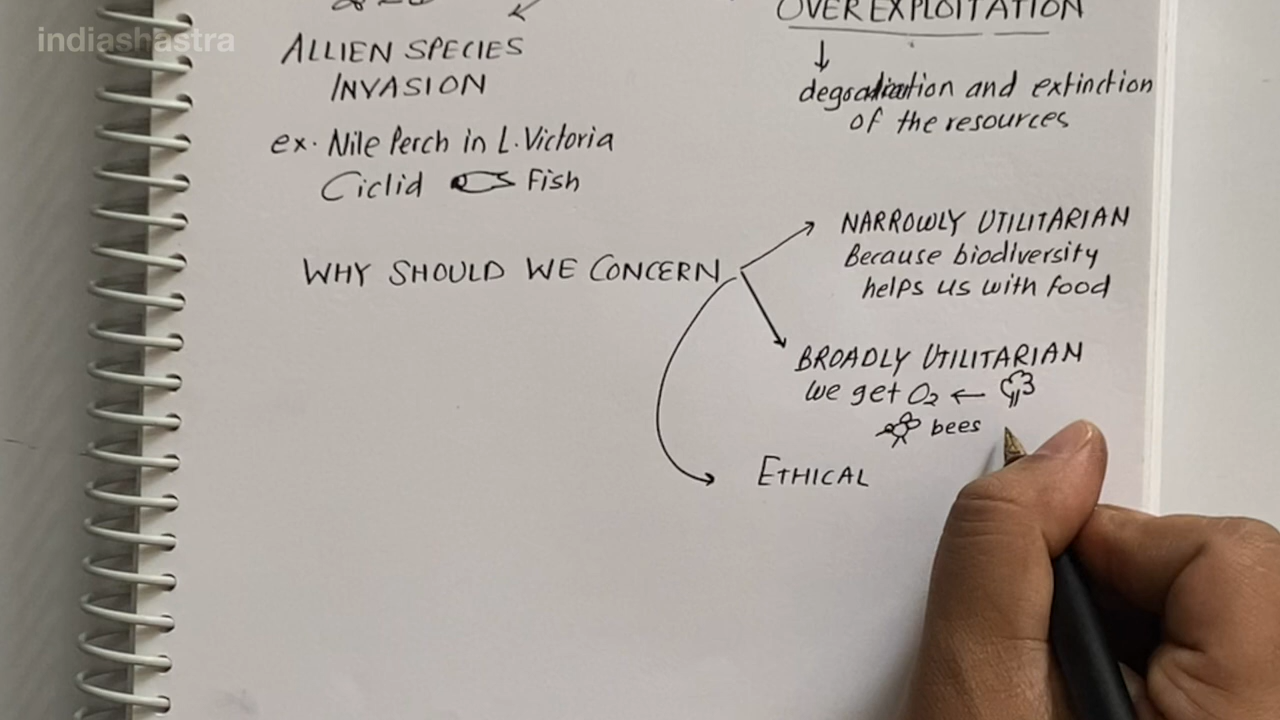 indiashastra
OVEREXPLOITATION
ALLIEN SPECIES
INVASION
and extinction
of the resources
ex. Nile Perch in L. Victoria
Ciclid Fish
WHY SHOULD WE CONCERN
NARROWLY UTILITARIAN
Because biodiversity
helps us with food
BROADLY UTILITARIAN
we get O2 ←
bees
ETHICAL